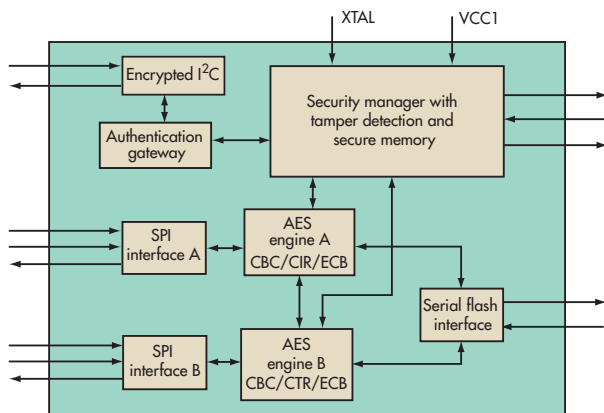 XTAL
VCC1
Encrypted I²C
Security manager with
tamper detection and
secure memory
Authentication
gateway
SPI
interface A
AES
engine A
CBC/CIR/ECB
Serial flash
interface
SPI
interface B
AES
engine B
CBC/CTR/ECB